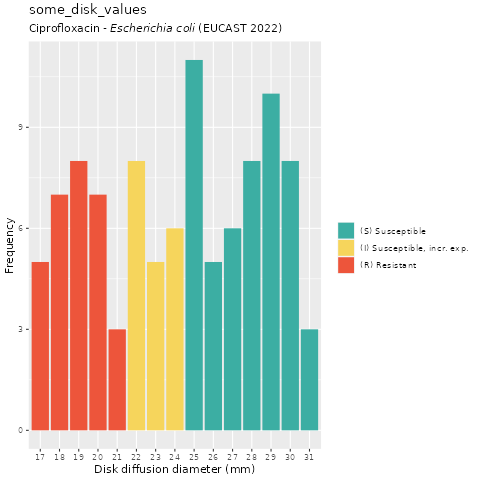 some_disk_values
Ciprofloxacin - Escherichia coli (EUCAST 2022)
Frequency
9
6
3
0
17 18 19 20 21 22 23 24 25 26 27 28 29 30 31
Disk diffusion diameter (mm)
(S) Susceptible
(I) Susceptible, incr. exp.
(R) Resistant